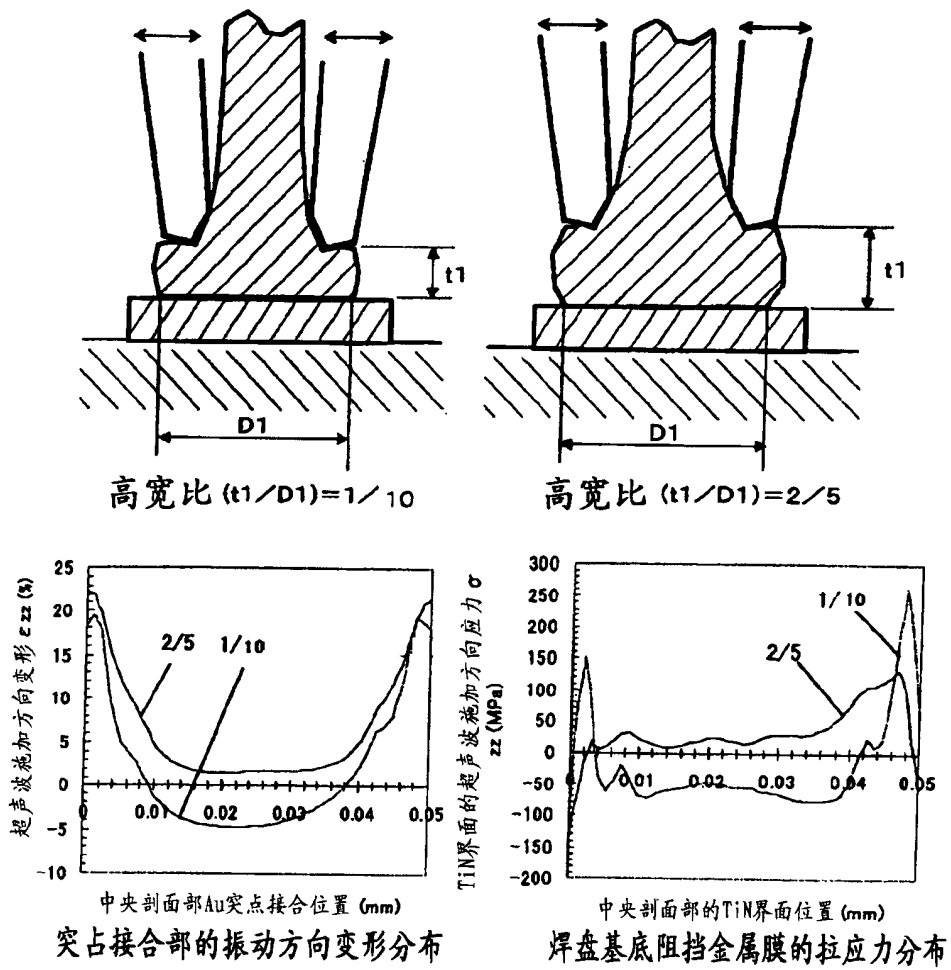 t1
t1
D1
D1
高宽比 (t1/D1)=1/10
高宽比 (t1/D1)=2/5
超声波施加方向变形 ε zz (%)
25
20
15
10
5
0
-5
-10
2/5
1/10
0
0.01
0.02
0.03
0.04
0.05
中央剖面部Au突点接合位置 (mm)
突占接合部的振动方向变形分布
TiN界面的超声波施加方向应力 σ
zz (MPa)
300
250
200
150
100
50
0
-50
-100
-150
-200
1/10
2/5
0
0.01
0.02
0.03
0.04
0.05
中央剖面部的TiN界面位置 (mm)
焊盘基底阻挡金属膜的拉应力分布